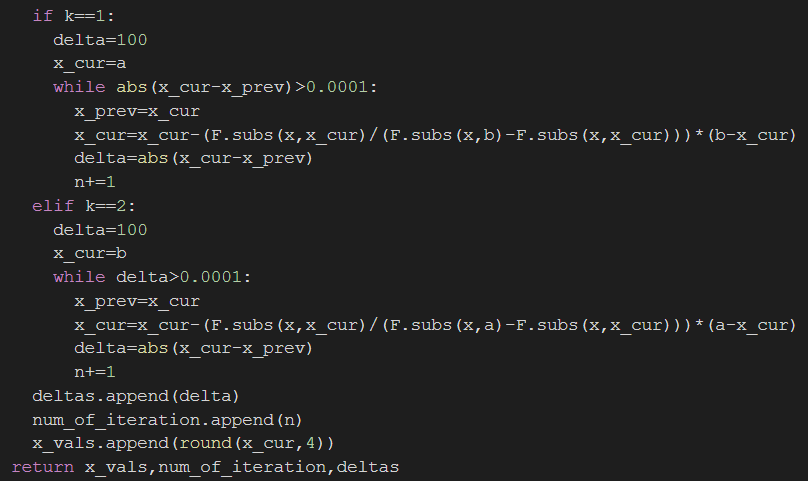 if k==1:
delta=100
x_cur=a
while abs(x_cur-x_prev)>0.0001:
x_prev=x_cur
x_cur=x_cur-(F.subs(x,x_cur)/(F.subs(x,b)-F.subs(x,x_cur)))*(b-x_cur)
delta=abs(x_cur-x_prev)
n+=1
elif k==2:
delta=100
x_cur=b
while delta>0.0001:
x_prev=x_cur
x_cur=x_cur-(F.subs(x,x_cur)/(F.subs(x,a)-F.subs(x,x_cur)))*(a-x_cur)
delta=abs(x_cur-x_prev)
n+=1
deltas.append(delta)
num_of_iteration.append(n)
x_vals.append(round(x_cur,4))
return x_vals,num_of_iteration,deltas